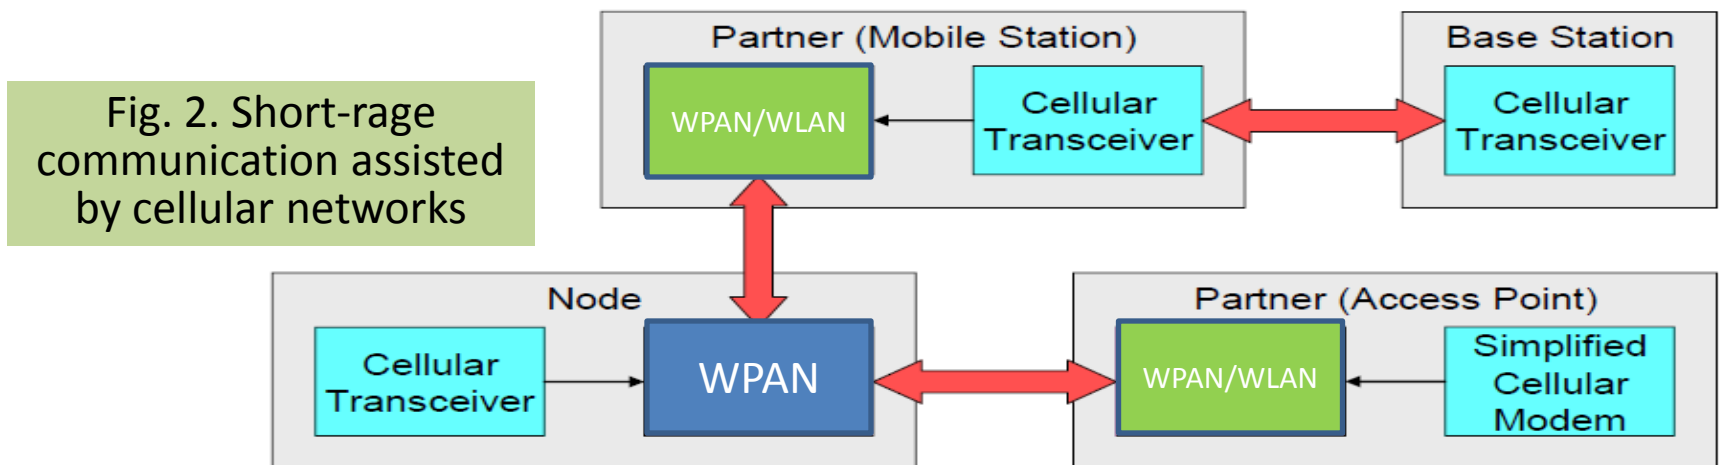 Fig. 2. Short-rage
communication assisted
by cellular networks
Partner (Mobile Station)
WPAN/WLAN
Cellular
Transceiver
Base Station
Cellular
Transceiver
Node
Cellular
Transceiver
WPAN
Partner (Access Point)
WPAN/WLAN
Simplified
Cellular
Modem